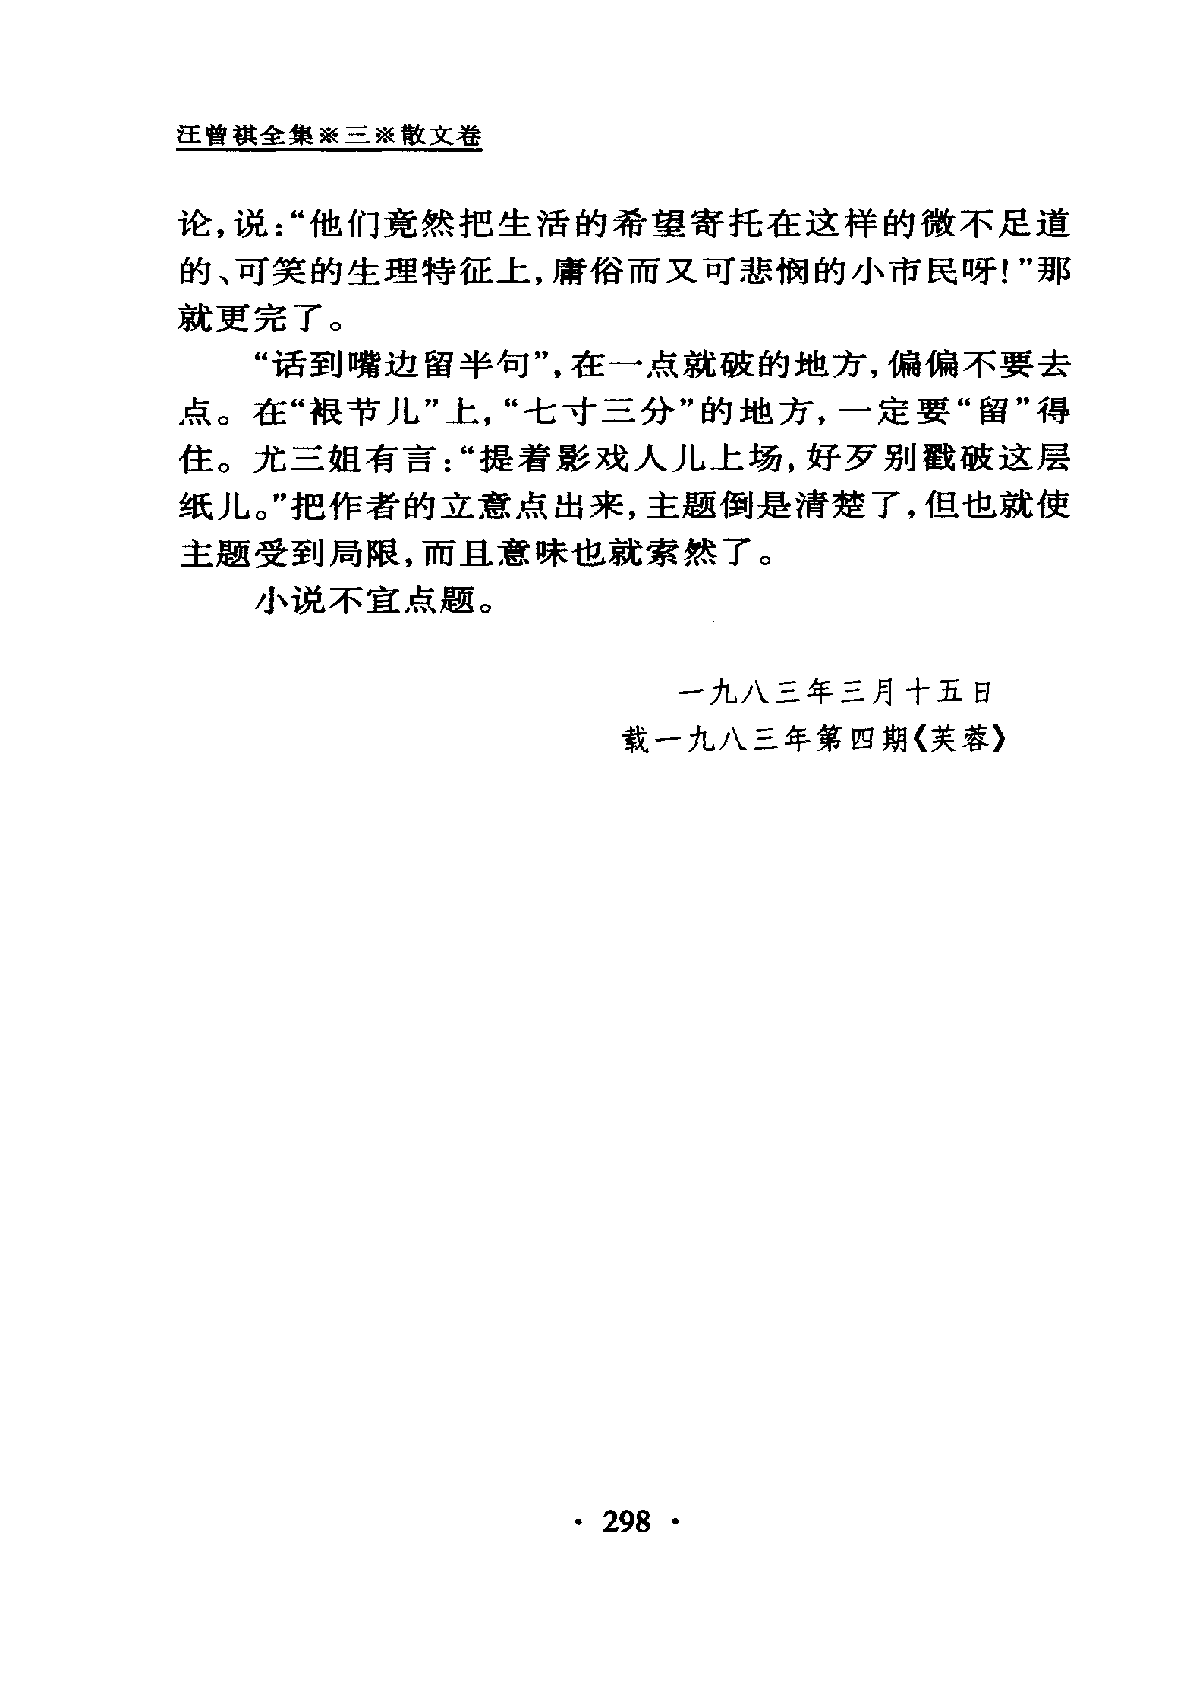 汪曾祺全集※三※散文卷
论，说：“他们竟然把生活的希望寄托在这样的微不足道
的、可笑的生理特征上，庸俗而又可悲悯的小市民呀！”那
就更完了。
“话到嘴边留半句”，在一点就破的地方，偏偏不要去
点。在“裉节儿”上，“七寸三分”的地方，一定要“留”得
住。尤三姐有言：“提着影戏人儿上场，好歹别戳破这层
纸儿。”把作者的立意点出来，主题倒是清楚了，但也就使
主题受到局限，而且意味也就索然了。
小说不宜点题。
一九八三年三月十五日
载一九八三年第四期《芙蓉》
· 298 ·